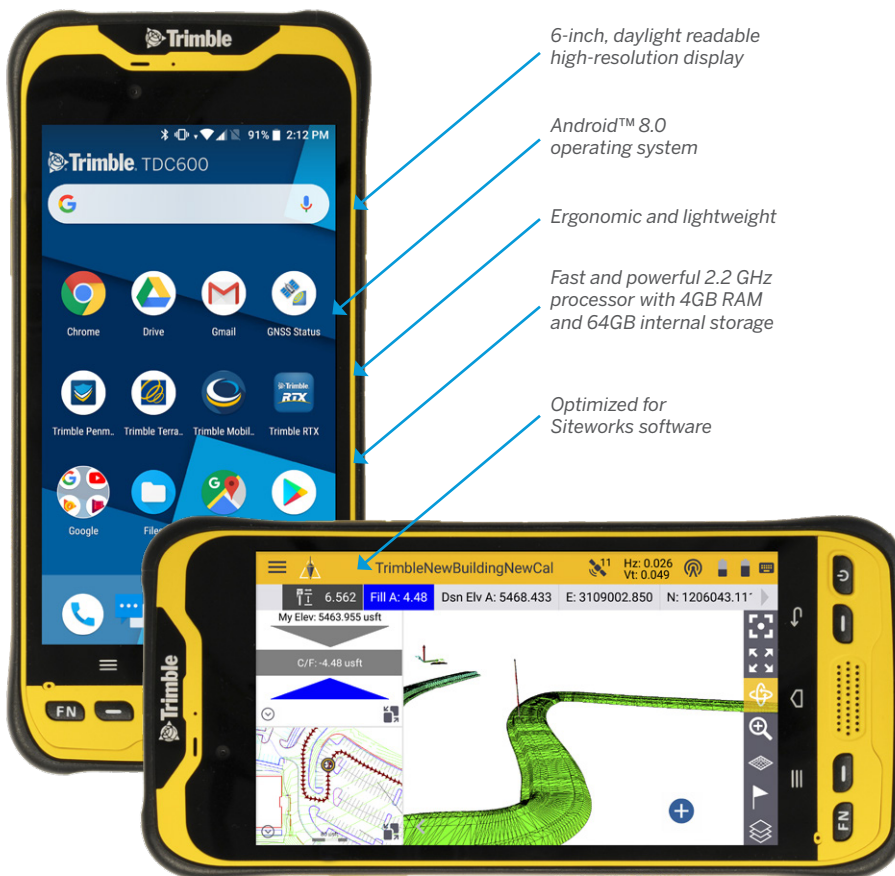 Trimble
6-inch, daylight readable
high-resolution display
91% 2:12 PM
Trimble. TDC600
Android™ 8.0
operating system
Ergonomic and lightweight
Fast and powerful 2.2 GHz
processor with 4GB RAM
and 64GB internal storage
Chrome Drive Gmail GNSS Status
Trimble RTX
Trimble Penm.. Trimble Terra.. Trimble Mobil.. Trimble RTX
Optimized for
Siteworks software
Google Files
TrimbleNewBuildingNewCal 11 Hz: 0.026
Vt: 0.049
6.562 Fill A: 4.48 Dsn Elv A: 5468.433 E: 3109002.850 N: 1206043.11
My Elev: 5463.955 usft
C/F: -4.48 usft
FN
Trimble
FN